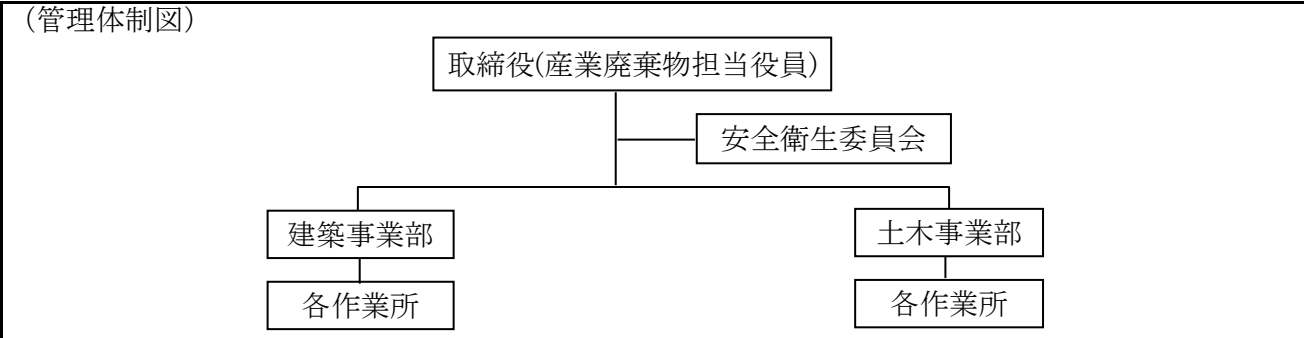 （管理体制図）
取締役(産業廃棄物担当役員)
安全衛生委員会
建築事業部
土木事業部
各作業所
各作業所